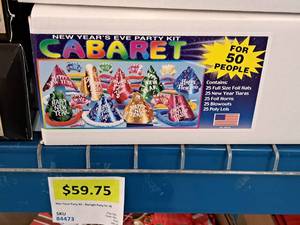 NEW YEAR'S EVE PARTY KIT
CABARET
FOR
50
PEOPLE
Contains:
25 Full Size Foil Hats
25 New Year Tiaras
25 Foil Horns
25 Blowouts
25 Poly Leis
$59.75
SKU
84473